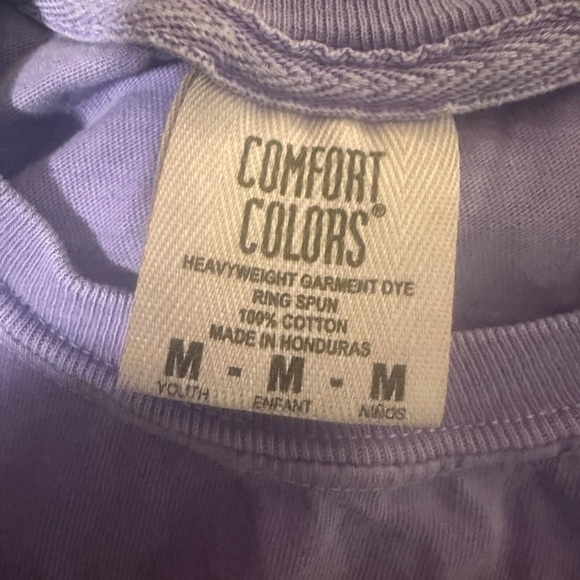 COMFORT
COLORS®
HEAVYWEIGHT GARMENT DYE
RING SPUN
100% COTTON
MADE IN HONDURAS
M - M - M
YOUTH ENFANT NIÑOS